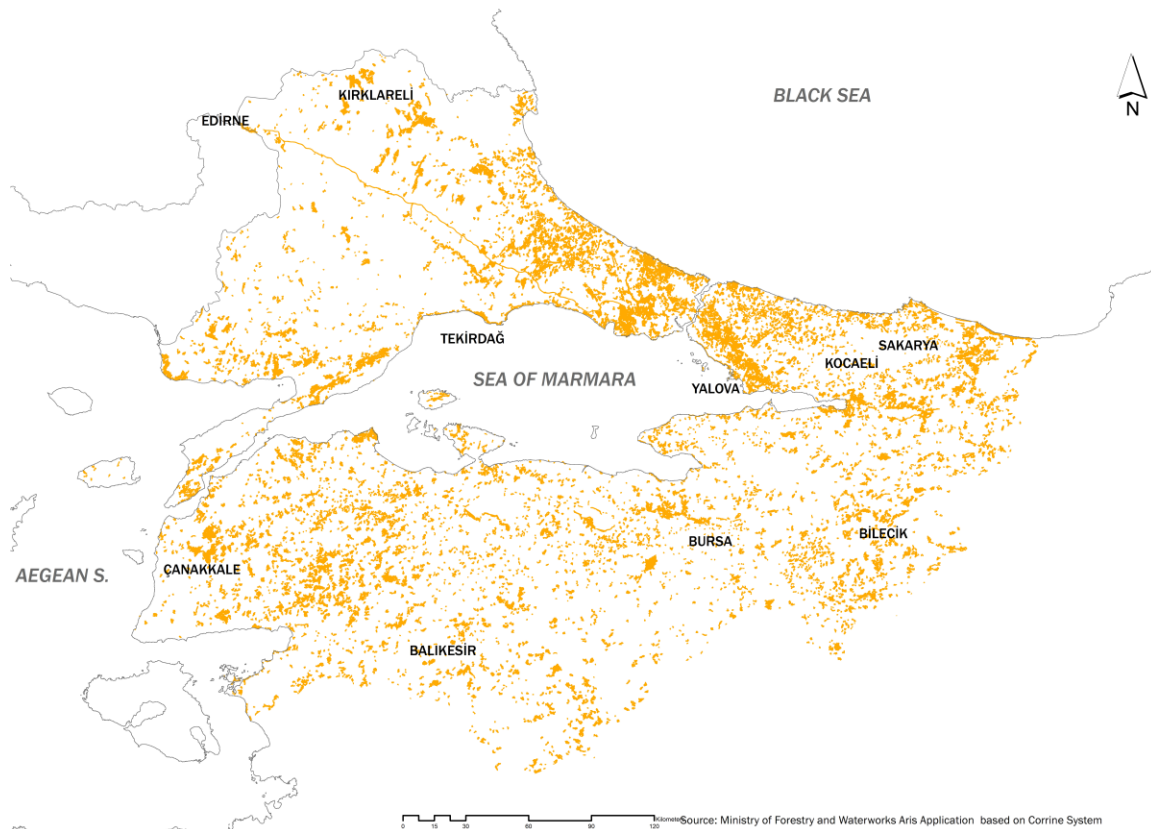 BLACK SEA
N
KIRKLARELİ
EDİRNE
TEKİRDAĞ
SAKARYA
KOCAELİ
SEA OF MARMARA
YALOVA
BİLECİK
BURSA
ÇANAKKALE
AEGEAN S.
BALIKESİR
0 15 30 60 90 120
Kilometers
Source: Ministry of Forestry and Waterworks Aris Application based on Corrine System